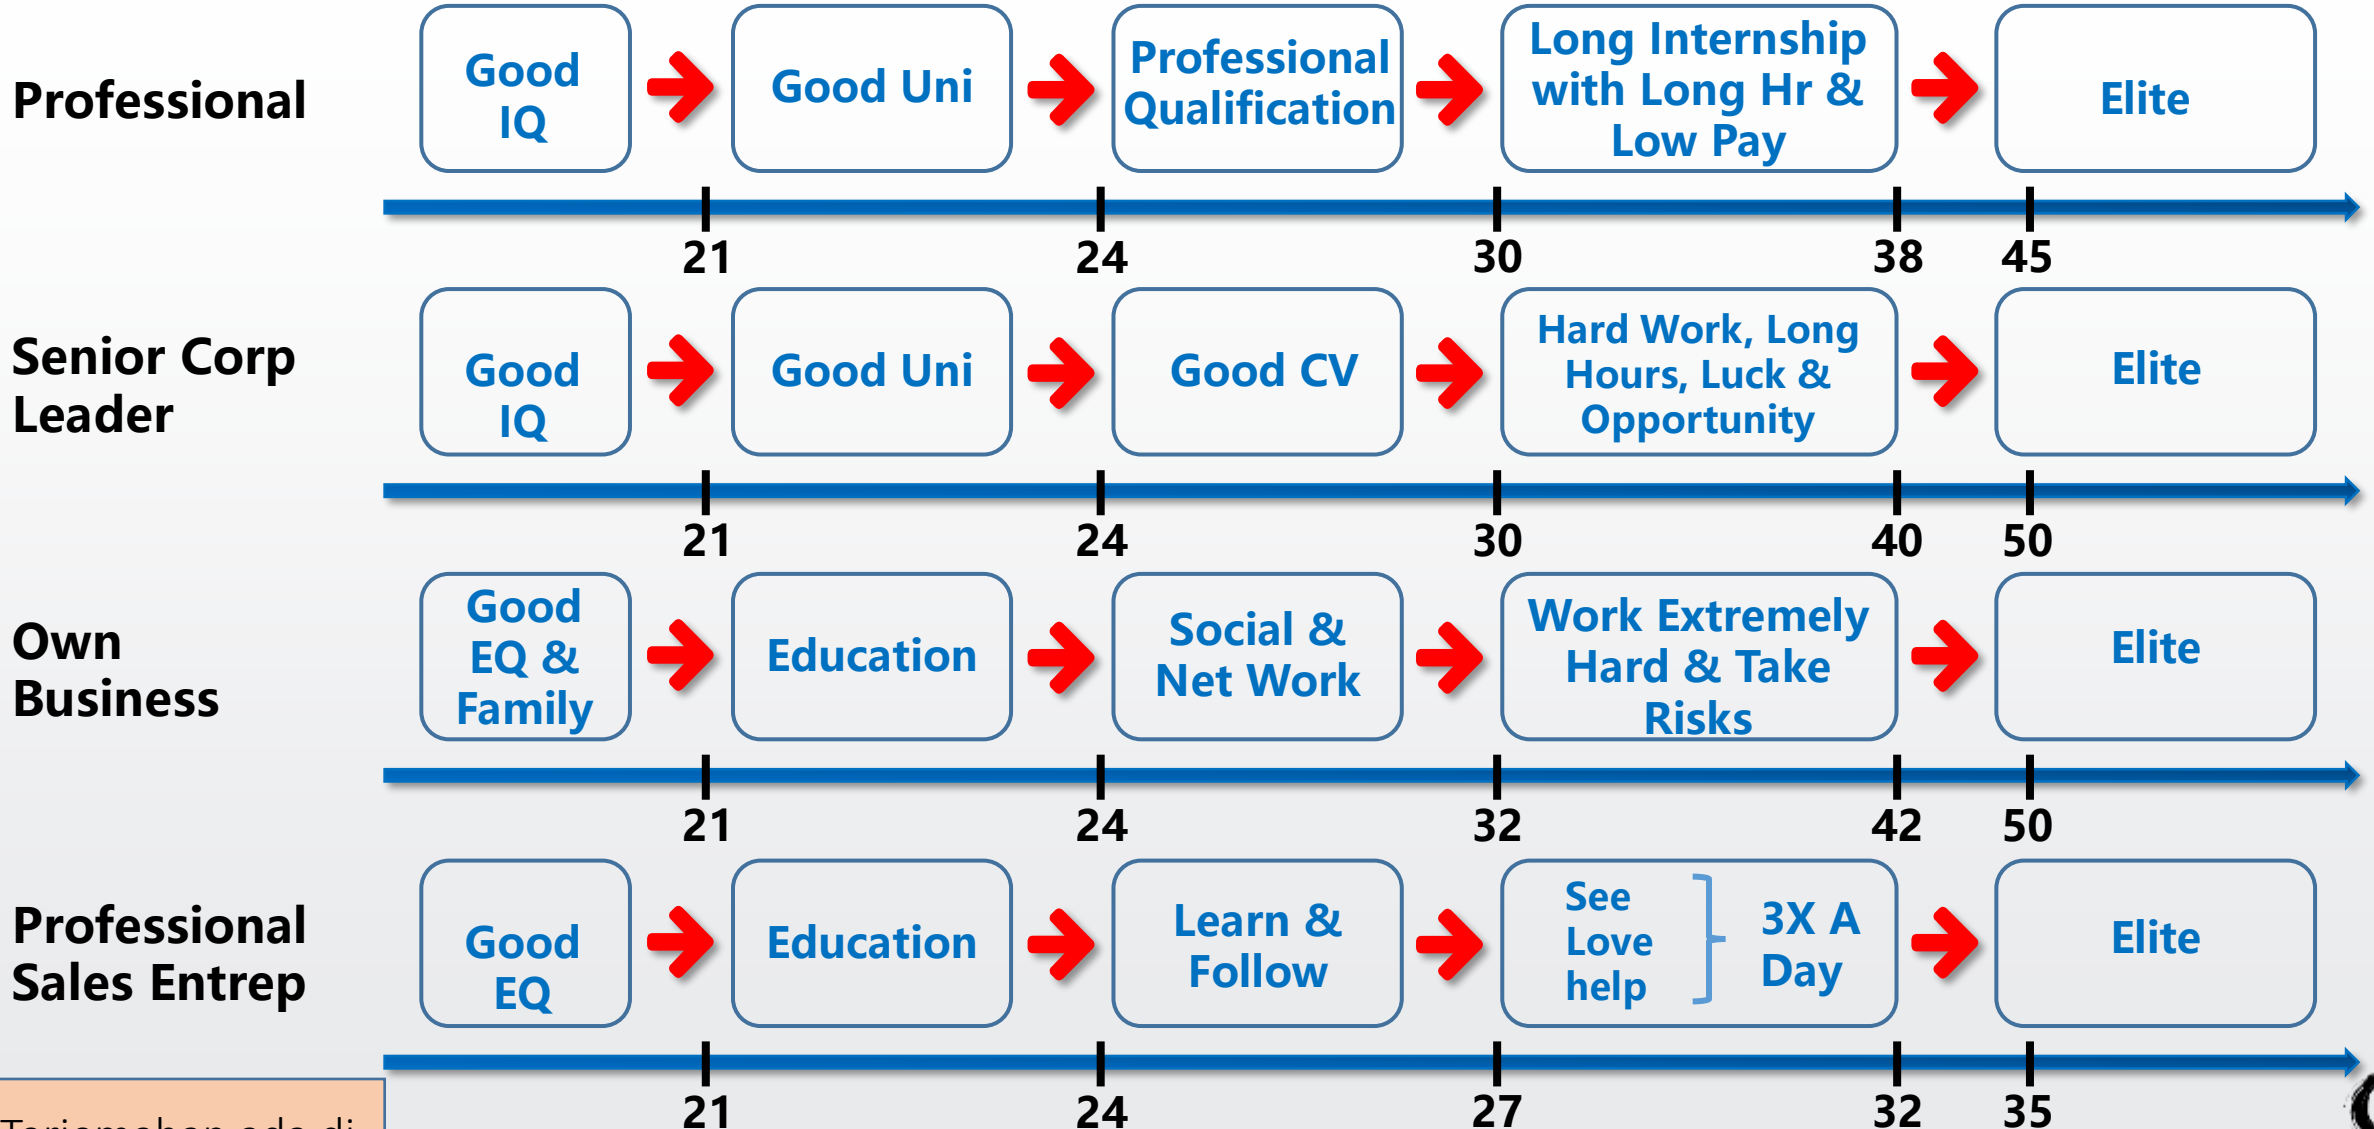 Professional
Good
IQ
Good Uni
Professional
Qualification
Long Internship
with Long Hr &
Low Pay
Elite
21 24 30 38 45
Senior Corp
Leader
Good
IQ
Good Uni
Good CV
Hard Work, Long
Hours, Luck &
Opportunity
Elite
21 24 30 40 50
Own
Business
Good
EQ &
Family
Education
Social &
Net Work
Work Extremely
Hard & Take
Risks
Elite
21 24 32 42 50
Professional
Sales Entrep
Good
EQ
Education
Learn &
Follow
See
Love
help
3X A
Day
Elite
21 24 27 32 35
Terjemahan ada di